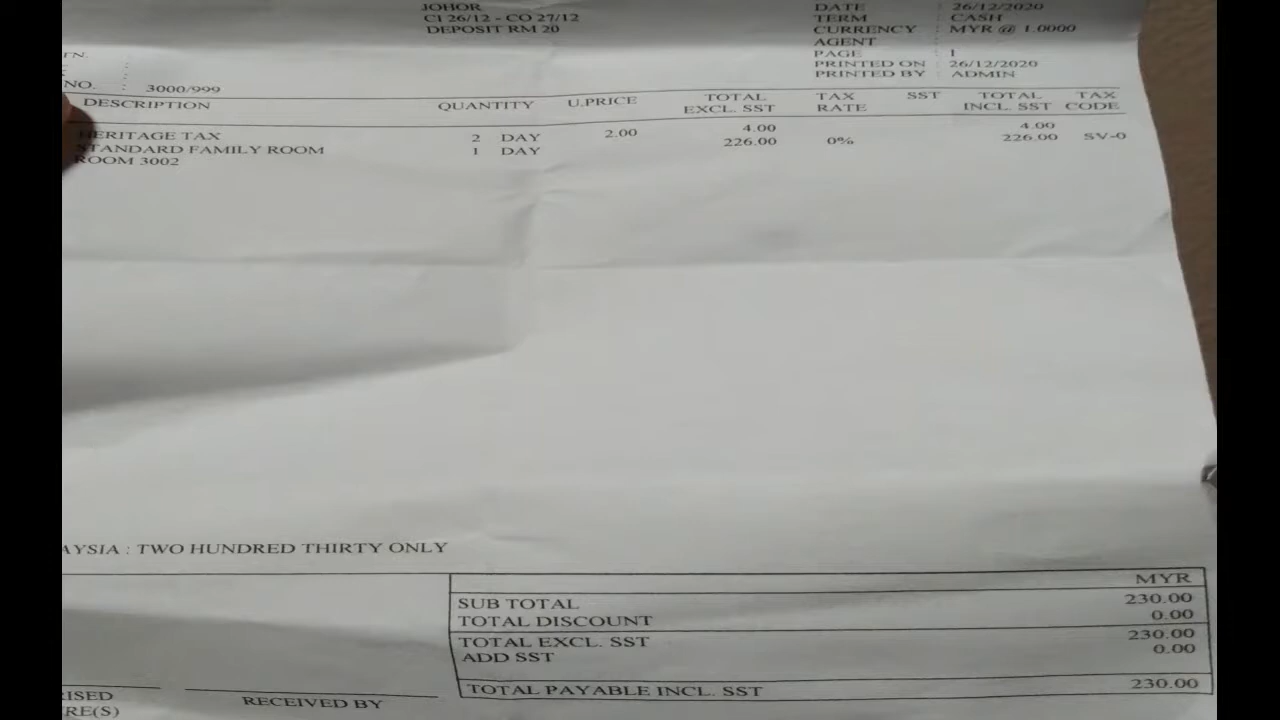 JOHOR
CI 26/12 - CO 27/12
DEPOSIT RM 20
DATE : 26/12/2020
TERM : CASH
CURRENCY : MYR @ 1.0000
AGENT :
PAGE : 1
PRINTED ON : 26/12/2020
PRINTED BY : ADMIN
NO. : 3000/999
DESCRIPTION QUANTITY U.PRICE TOTAL EXCL. SST TAX RATE SST TOTAL INCL. SST TAX CODE
HERITAGE TAX 2 DAY 2.00 4.00 4.00
STANDARD FAMILY ROOM 1 DAY 226.00 0% 226.00 SV-0
ROOM 3002
AYSIA : TWO HUNDRED THIRTY ONLY
MYR
SUB TOTAL 230.00
TOTAL DISCOUNT 0.00
TOTAL EXCL. SST 230.00
ADD SST 0.00
TOTAL PAYABLE INCL. SST 230.00
RISED
RE(S)
RECEIVED BY